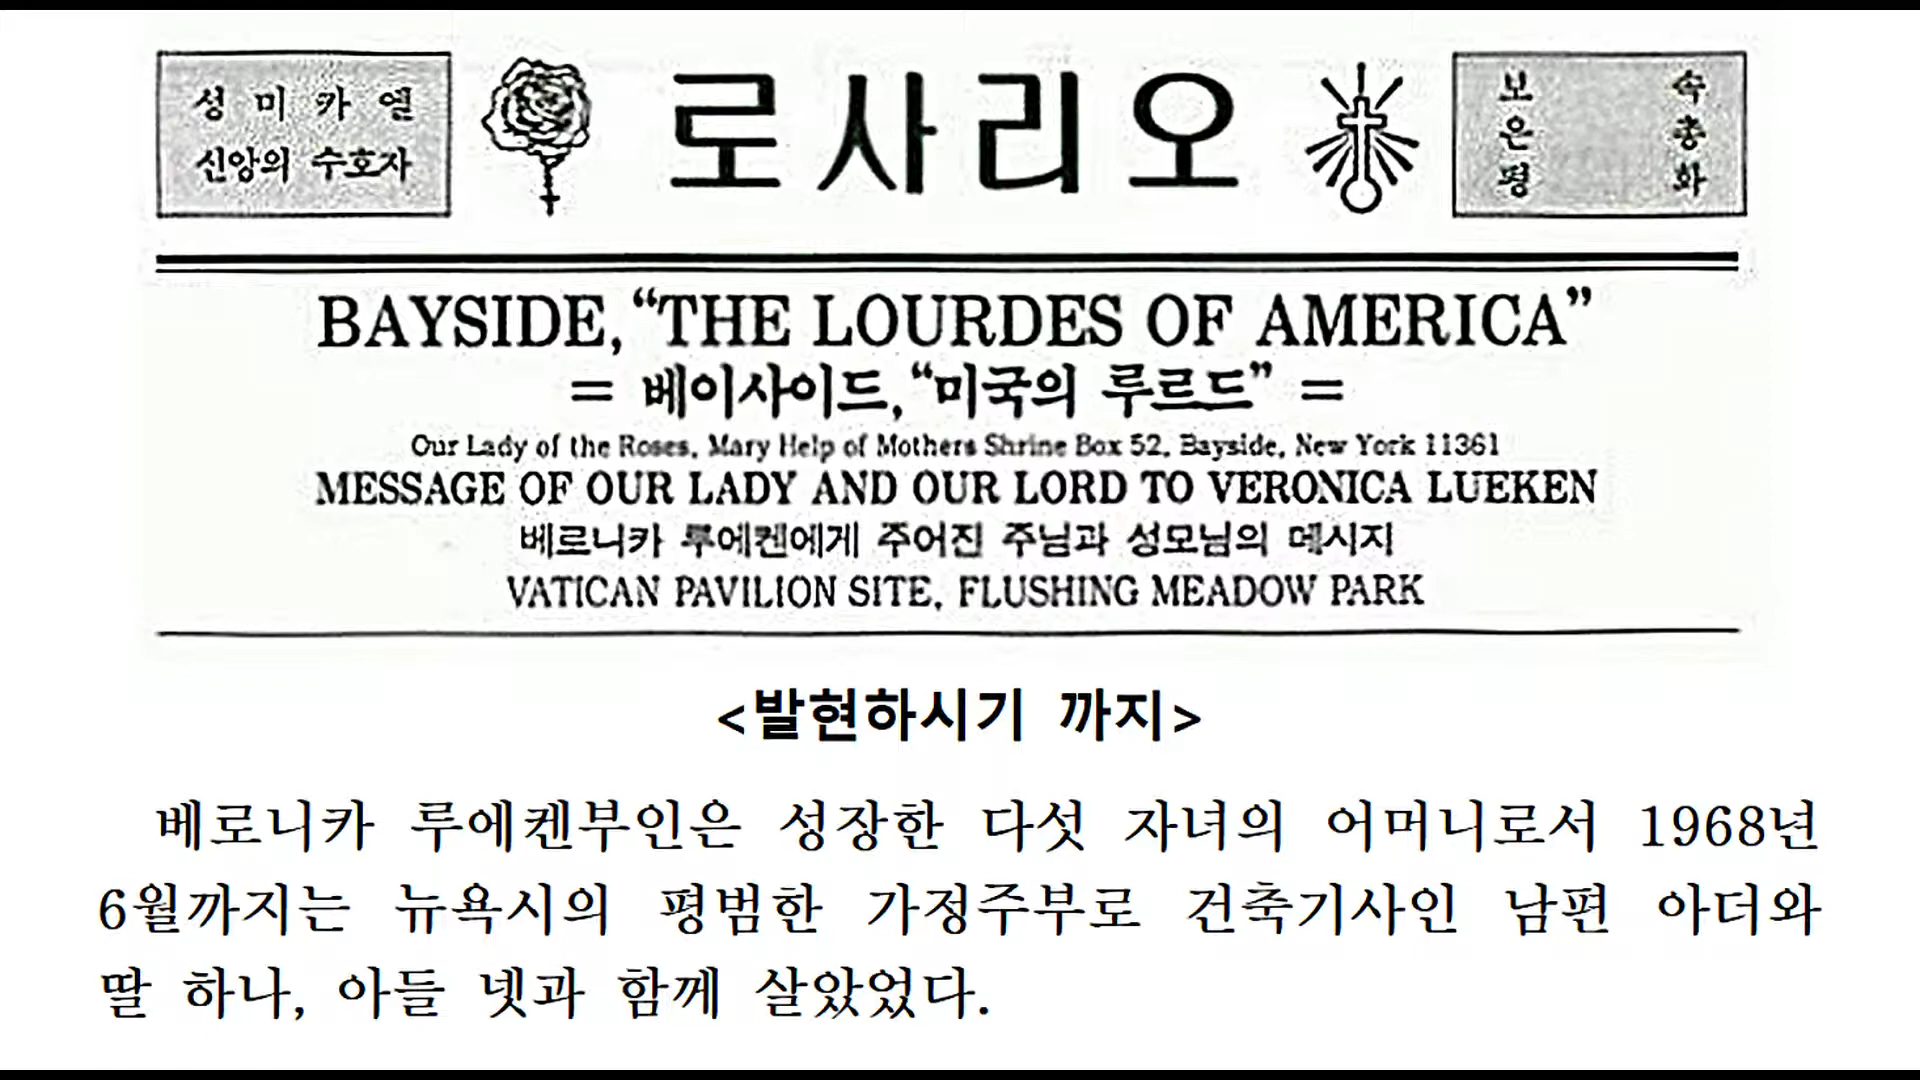 성 미 카 엘
신앙의 수호자
로사리오
보 속
은 총
평 화
BAYSIDE, “THE LOURDES OF AMERICA”
= 베이사이드, “미국의 루르드” =
Our Lady of the Roses, Mary Help of Mothers Shrine Box 52, Bayside, New York 11361
MESSAGE OF OUR LADY AND OUR LORD TO VERONICA LUEKEN
베르니카 루에켄에게 주어진 주님과 성모님의 메시지
VATICAN PAVILION SITE, FLUSHING MEADOW PARK
<발현하시기 까지>
베로니카 루에켄부인은 성장한 다섯 자녀의 어머니로서 1968년
6월까지는 뉴욕시의 평범한 가정주부로 건축기사인 남편 아더와
딸 하나, 아들 넷과 함께 살았었다.